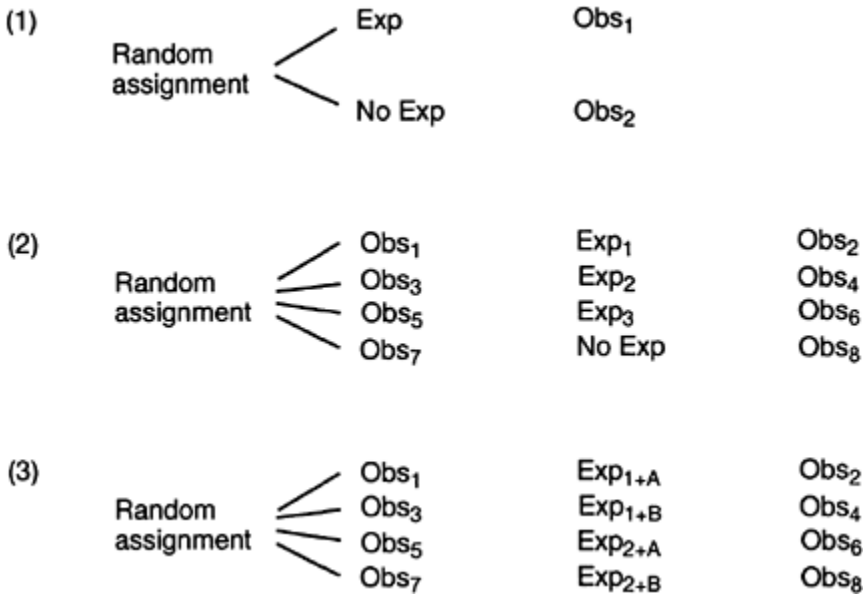 (1) Exp Obs₁
Random
assignment
No Exp Obs₂
(2) Obs₁ Exp₁ Obs₂
Random Obs₃ Exp₂ Obs₄
assignment Obs₅ Exp₃ Obs₆
Obs₇ No Exp Obs₈
(3) Obs₁ Exp₁₊A Obs₂
Random Obs₃ Exp₁₊B Obs₄
assignment Obs₅ Exp₂₊A Obs₆
Obs₇ Exp₂₊B Obs₈